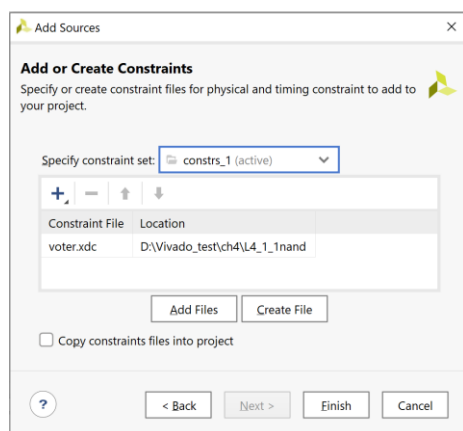 Add Sources
Add or Create Constraints
Specify or create constraint files for physical and timing constraint to add to
your project.
Specify constraint set: constrs_1 (active)
Constraint File Location
voter.xdc D:\Vivado_test\ch4\L4_1_1nand
Add Files Create File
Copy constraints files into project
? < Back Next > Finish Cancel